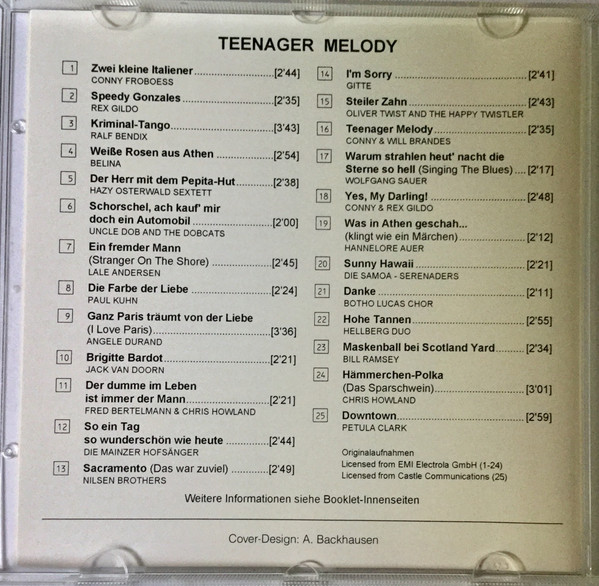 TEENAGER MELODY
1 Zwei kleine Italiener [2'44]
CONNY FROBOESS
2 Speedy Gonzales [2'35]
REX GILDO
3 Kriminal-Tango [3'43]
RALF BENDIX
4 Weiße Rosen aus Athen [2'54]
BELINA
5 Der Herr mit dem Pepita-Hut [2'38]
HAZY OSTERWALD SEXTETT
6 Schorschel, ach kauf' mir
doch ein Automobil [2'00]
UNCLE DOB AND THE DOBCATS
7 Ein fremder Mann
(Stranger On The Shore) [2'45]
LALE ANDERSEN
8 Die Farbe der Liebe [2'24]
PAUL KUHN
9 Ganz Paris träumt von der Liebe
(I Love Paris) [3'36]
ANGELE DURAND
10 Brigitte Bardot [2'21]
JACK VAN DOORN
11 Der dumme im Leben
ist immer der Mann [2'21]
FRED BERTELMANN & CHRIS HOWLAND
12 So ein Tag
so wunderschön wie heute [2'44]
DIE MAINZER HOFSÄNGER
13 Sacramento (Das war zuviel) [2'49]
NILSEN BROTHERS
14 I'm Sorry [2'41]
GITTE
15 Steiler Zahn [2'43]
OLIVER TWIST AND THE HAPPY TWISTLER
16 Teenager Melody [2'35]
CONNY & WILL BRANDES
17 Warum strahlen heut' nacht die
Sterne so hell (Singing The Blues) [2'17]
WOLFGANG SAUER
18 Yes, My Darling! [2'48]
CONNY & REX GILDO
19 Was in Athen geschah...
(klingt wie ein Märchen) [2'12]
HANNELORE AUER
20 Sunny Hawaii [2'21]
DIE SAMOA - SERENADERS
21 Danke [2'11]
BOTHO LUCAS CHOR
22 Hohe Tannen [2'55]
HELLBERG DUO
23 Maskenball bei Scotland Yard [2'34]
BILL RAMSEY
24 Hämmerchen-Polka
(Das Sparschwein) [3'01]
CHRIS HOWLAND
25 Downtown [2'59]
PETULA CLARK
Originalaufnahmen
Licensed from EMI Electrola GmbH (1-24)
Licensed from Castle Communications (25)
Weitere Informationen siehe Booklet-Innenseiten
Cover-Design: A. Backhausen